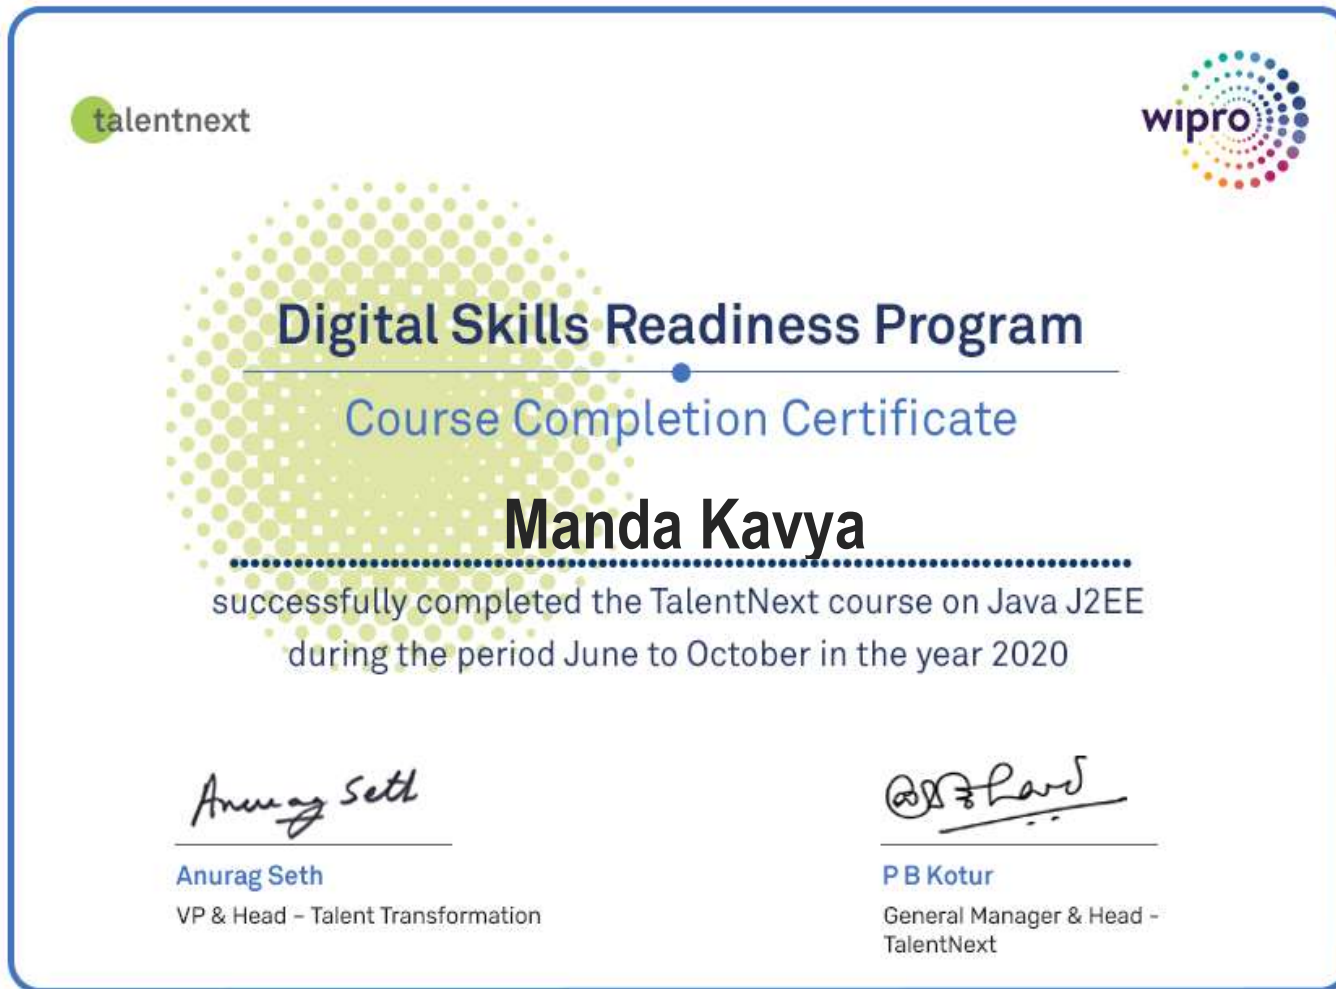 talentnext
wipro
Digital Skills Readiness Program
Course Completion Certificate
Manda Kavya
successfully completed the TalentNext course on Java J2EE
during the period June to October in the year 2020
Anurag Seth
Anurag Seth
VP & Head – Talent Transformation
P B Kotur
General Manager & Head -
TalentNext